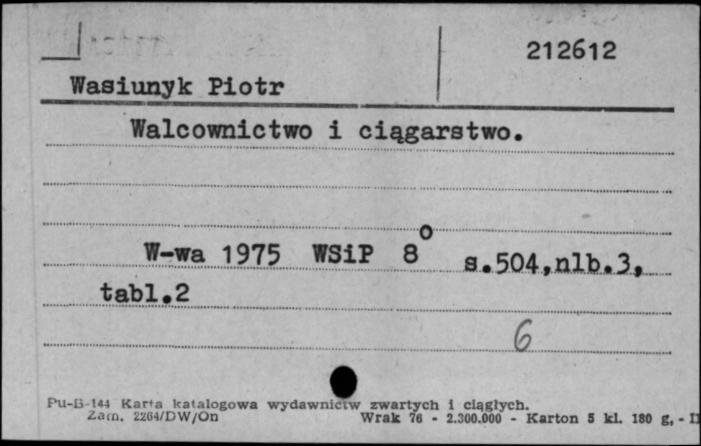 212612
Wasiunyk Piotr
Walcownictwo i ciągarstwo.
W-wa 1975 WSiP 8° s.504,nlb.3,
tabl.2
6
Pu-B-144 Karta katalogowa wydawnictw zwartych i ciągłych.
Zam. 2264/DW/On Wrak 76 - 2.300.000 - Karton 5 kl. 180 g, - II